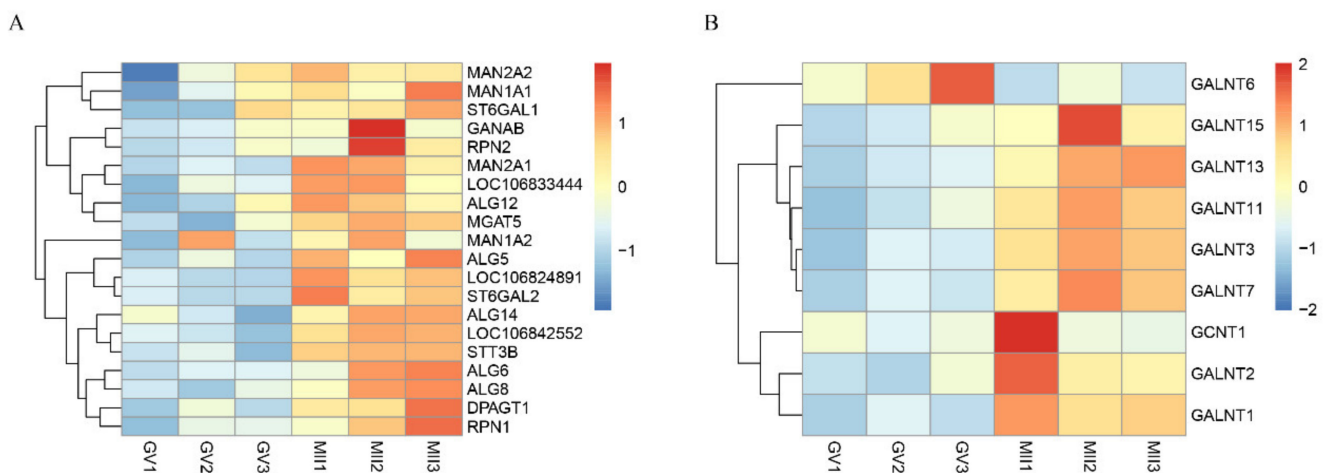 A
MAN2A2
MAN1A1
ST6GAL1
GANAB
RPN2
MAN2A1
LOC106833444
ALG12
MGAT5
MAN1A2
ALG5
LOC106824891
ST6GAL2
ALG14
LOC106842552
STT3B
ALG6
ALG8
DPAGT1
RPN1
1
0
−1
GV1
GV2
GV3
MII1
MII2
MII3
B
GALNT6
GALNT15
GALNT13
GALNT11
GALNT3
GALNT7
GCNT1
GALNT2
GALNT1
2
1
0
−1
−2
GV1
GV2
GV3
MII1
MII2
MII3